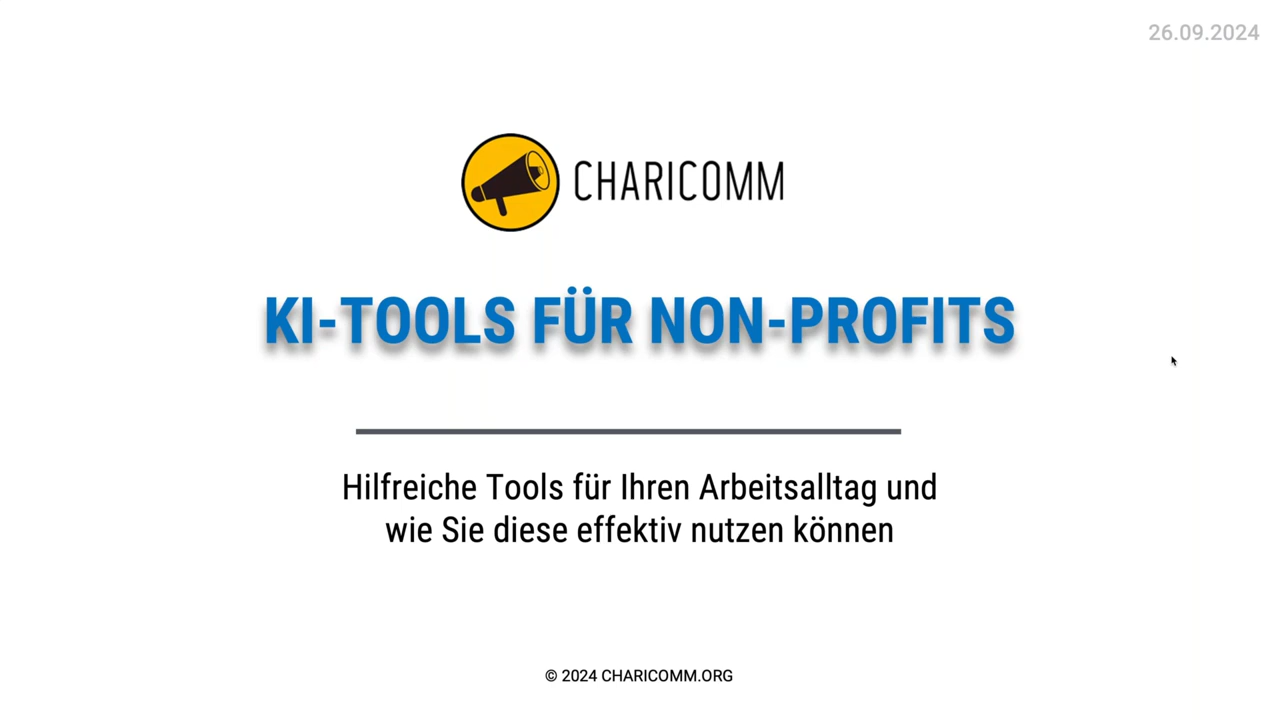 26.09.2024
CHARICOMM
KI-TOOLS FÜR NON-PROFITS
Hilfreiche Tools für Ihren Arbeitsalltag und
wie Sie diese effektiv nutzen können
© 2024 CHARICOMM.ORG